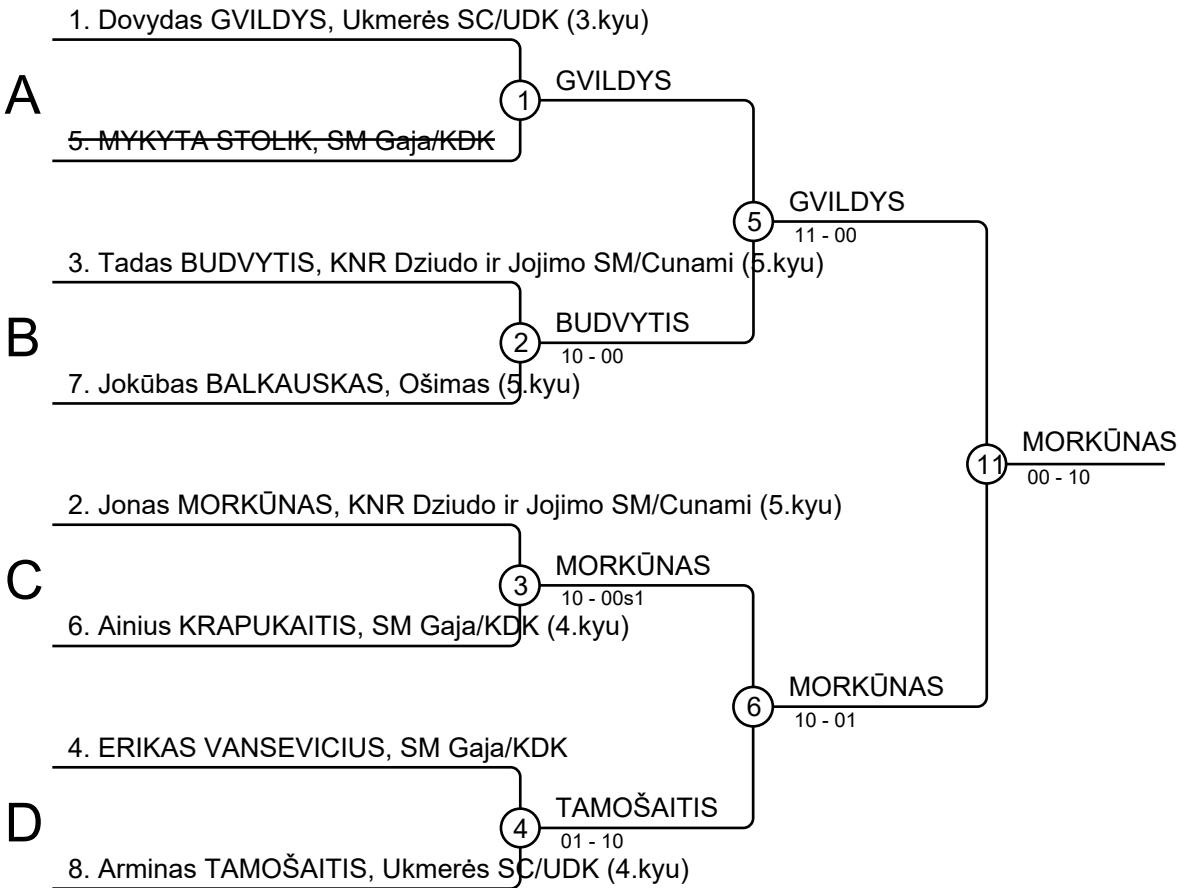 1. Dovydas GVILDYS, Ukmerės SC/UDK (3.kyu)
A
1
GVILDYS
5. MYKYTA STOLIK, SM Gaja/KDK
5
GVILDYS
11 - 00
3. Tadas BUDVYTIS, KNR Dziudo ir Jojimo SM/Cunami (5.kyu)
B
2
BUDVYTIS
10 - 00
7. Jokūbas BALKAUSKAS, Ošimas (5.kyu)
11
MORKŪNAS
00 - 10
2. Jonas MORKŪNAS, KNR Dziudo ir Jojimo SM/Cunami (5.kyu)
C
3
MORKŪNAS
10 - 00s1
6. Ainius KRAPUKAITIS, SM Gaja/KDK (4.kyu)
6
MORKŪNAS
10 - 01
4. ERIKAS VANSEVICIUS, SM Gaja/KDK
D
4
TAMOŠAITIS
01 - 10
8. Arminas TAMOŠAITIS, Ukmerės SC/UDK (4.kyu)